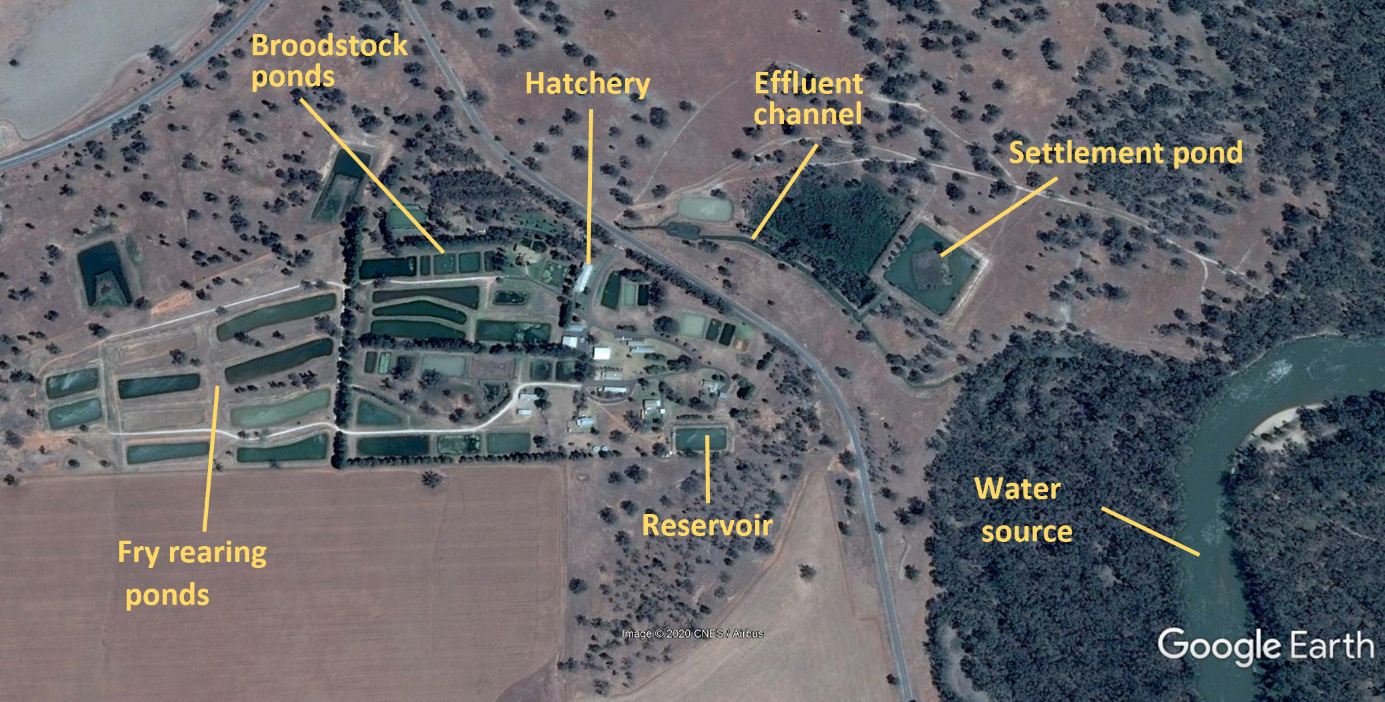 Broodstock
ponds
Hatchery
Effluent
channel
Settlement pond
Water
source
Reservoir
Fry rearing
ponds
Image © 2020 CNES / Airbus
Google Earth